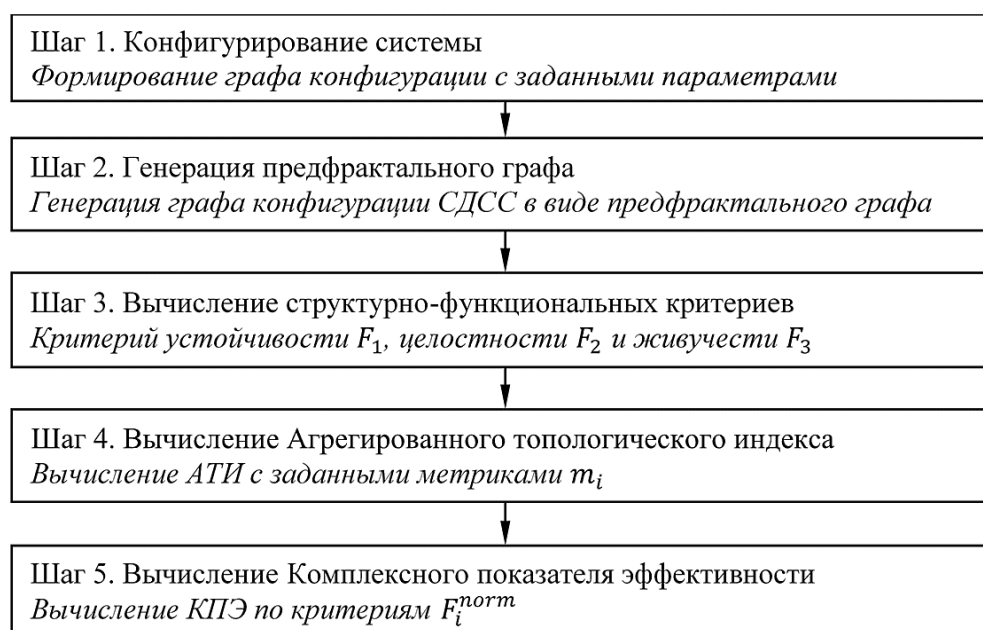 Шаг 1. Конфигурирование системы
Формирование графа конфигурации с заданными параметрами
Шаг 2. Генерация предфрактального графа
Генерация графа конфигурации СДСС в виде предфрактального графа
Шаг 3. Вычисление структурно-функциональных критериев
Критерий устойчивости F₁, целостности F₂ и живучести F₃
Шаг 4. Вычисление Агрегированного топологического индекса
Вычисление АТИ с заданными метриками mᵢ
Шаг 5. Вычисление Комплексного показателя эффективности
Вычисление КПЭ по критериям Fᵢⁿᵒʳᵐ